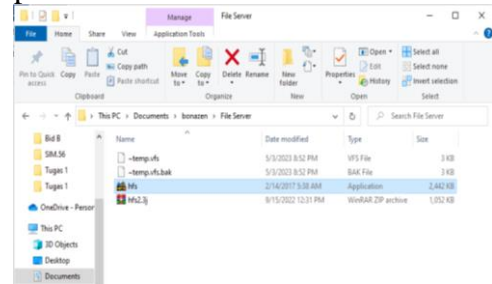 p
Manage
File Server
File
Home
Share
View
Application Tools
Pin to Quick access
Copy
Paste
Cut
Copy path
Paste shortcut
Move to
Copy to
Delete
Rename
New folder
Properties
Open
Edit
History
Select all
Select none
Invert selection
Clipboard
Organize
New
Open
Select
This PC > Documents > bonazen > File Server
Search File Server
Name
Date modified
Type
Size
Bid B
SIM.56
Tugas 1
Tugas 1
OneDrive - Person
This PC
3D Objects
Desktop
Documents
~temp.vfs 5/3/2023 8:52 PM VFS File 3 KB
~temp.vfs.bak 5/3/2023 8:52 PM BAK File 3 KB
hfs 2/14/2017 5:08 AM Application 2,442 KB
hfs2.3j 9/15/2022 12:31 PM WinRAR ZIP archive 1,052 KB